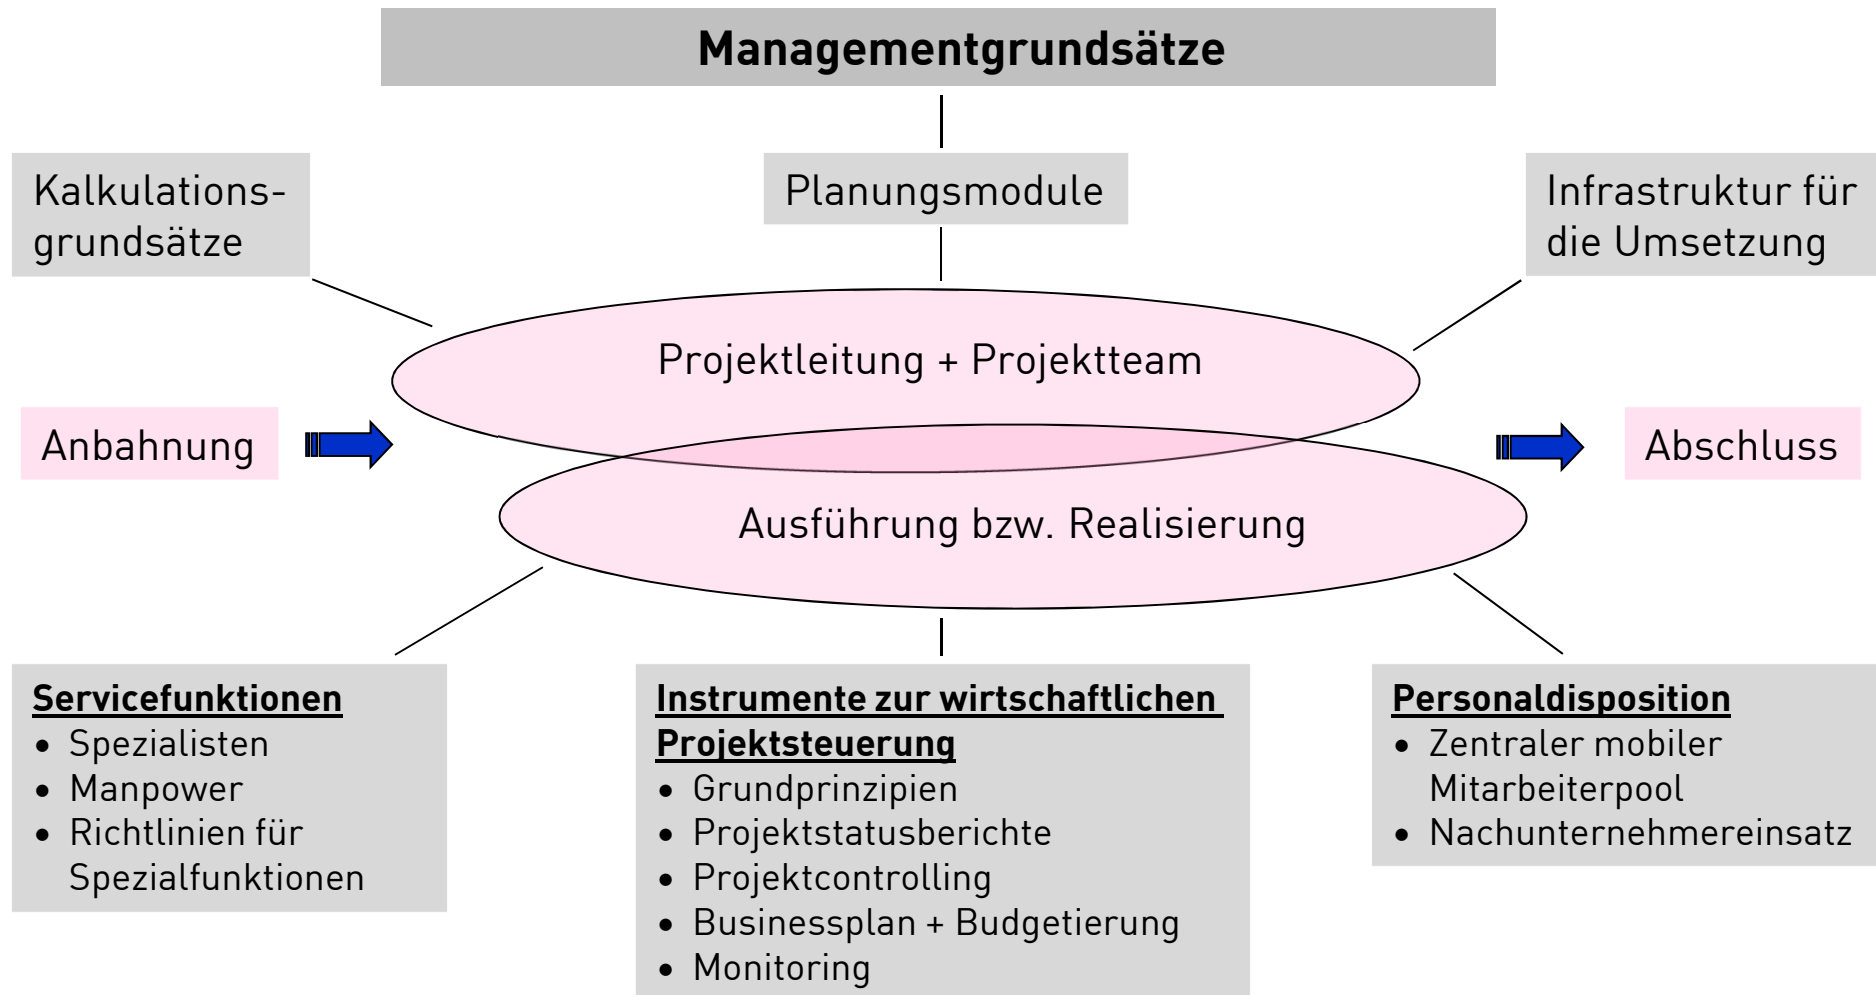 Managementgrundsätze
Kalkulations-
grundsätze
Planungsmodule
Infrastruktur für
die Umsetzung
Projektleitung + Projektteam
Anbahnung
Abschluss
Ausführung bzw. Realisierung
Servicefunktionen
• Spezialisten
• Manpower
• Richtlinien für
Spezialfunktionen
Instrumente zur wirtschaftlichen
Projektsteuerung
• Grundprinzipien
• Projektstatusberichte
• Projektcontrolling
• Businessplan + Budgetierung
• Monitoring
Personaldisposition
• Zentraler mobiler
Mitarbeiterpool
• Nachunternehmereinsatz